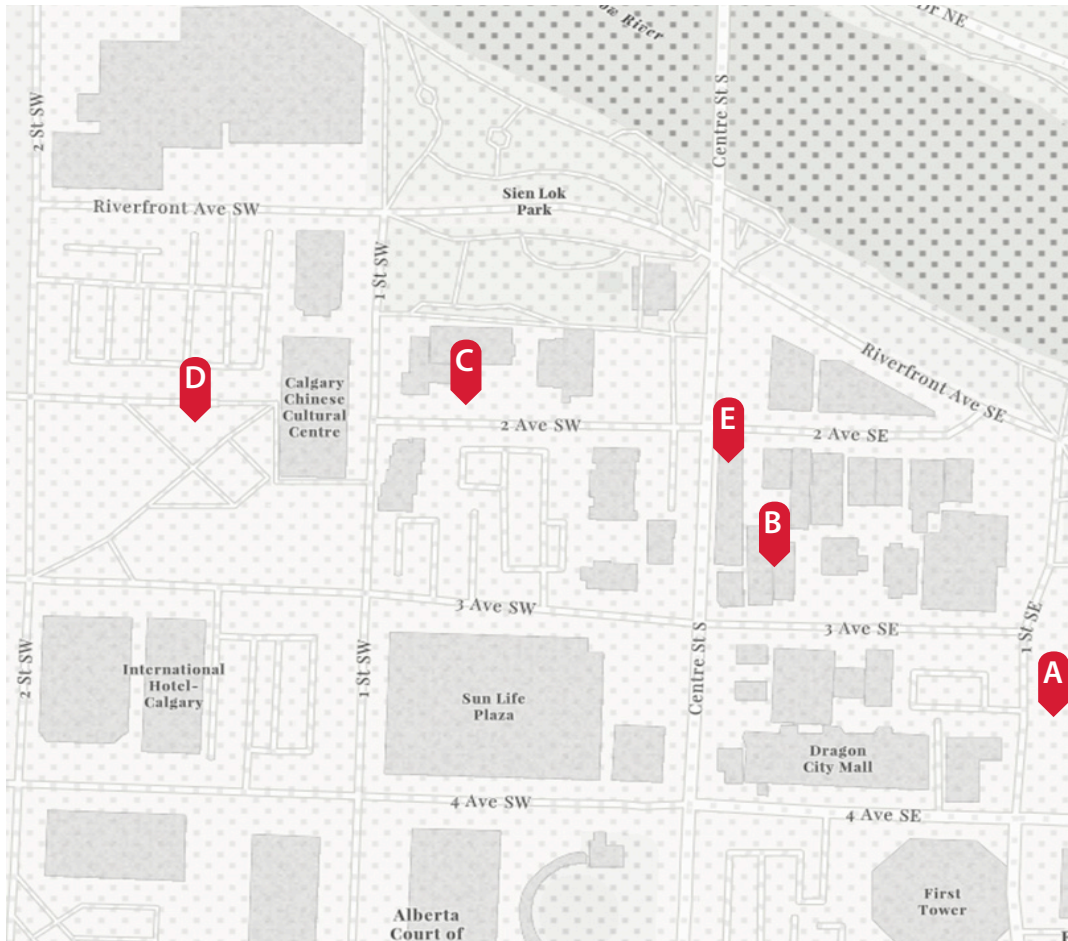 Dr NE
ow River
2 St SW
Centre St S
Sien Lok
Park
Riverfront Ave SW
1 St SW
Riverfront Ave SE
D
C
Calgary
Chinese
Cultural
Centre
E
2 Ave SW
2 Ave SE
B
3 Ave SW
3 Ave SE
1 St SE
2 St SW
International
Hotel-
Calgary
1 St SW
Sun Life
Plaza
Centre St S
A
Dragon
City Mall
4 Ave SW
4 Ave SE
First
Tower
Alberta
Court of